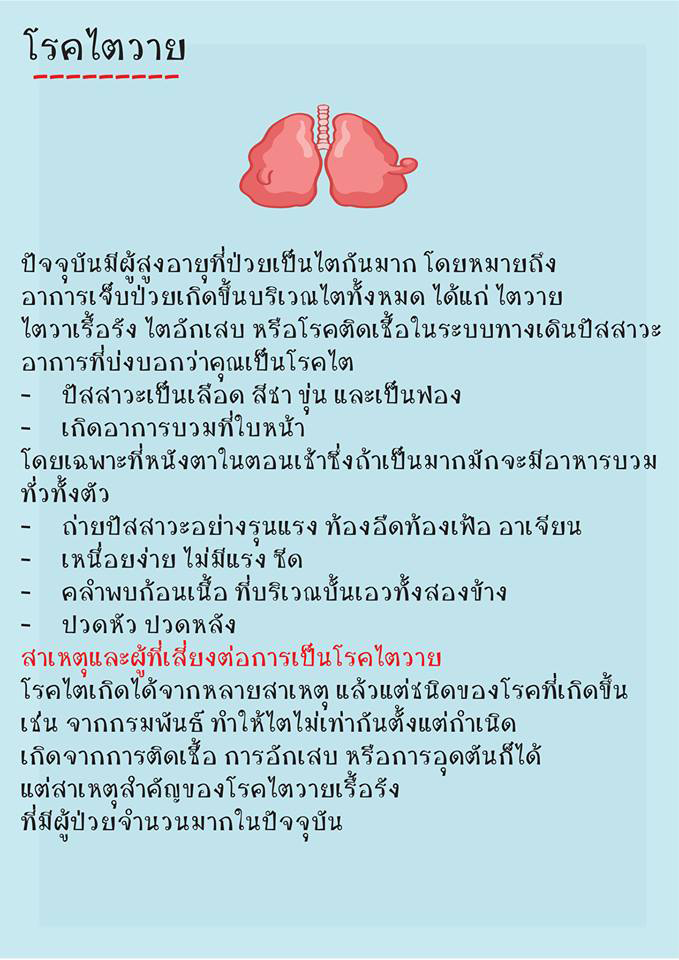 โรคไตวาย
ปัจจุบันมีผู้สูงอายุที่ป่วยเป็นไตกันมาก โดยหมายถึง
อาการเจ็บป่วยเกิดขึ้นบริเวณไตทั้งหมด ได้แก่ ไตวาย
ไตวาเรื้อรัง ไตอักเสบ หรือโรคติดเชื้อในระบบทางเดินปัสสาวะ
อาการที่บ่งบอกว่าคุณเป็นโรคไต
- ปัสสาวะเป็นเลือด สีชา ขุ่น และเป็นฟอง
- เกิดอาการบวมที่ใบหน้า
โดยเฉพาะที่หนังตาในตอนเช้าซึ่งถ้าเป็นมากมักจะมีอาหารบวม
ทั่วทั้งตัว
- ถ่ายปัสสาวะอย่างรุนแรง ท้องอืดท้องเฟ้อ อาเจียน
- เหนื่อยง่าย ไม่มีแรง ซีด
- คลำพบก้อนเนื้อ ที่บริเวณบั้นเอวทั้งสองข้าง
- ปวดหัว ปวดหลัง
สาเหตุและผู้ที่เสี่ยงต่อการเป็นโรคไตวาย
โรคไตเกิดได้จากหลายสาเหตุ แล้วแต่ชนิดของโรคที่เกิดขึ้น
เช่น จากกรมพันธ์ ทำให้ไตไม่เท่ากันตั้งแต่กำเนิด
เกิดจากการติดเชื้อ การอักเสบ หรือการอุดตันก็ได้
แต่สาเหตุสำคัญของโรคไตวายเรื้อรัง
ที่มีผู้ป่วยจำนวนมากในปัจจุบัน